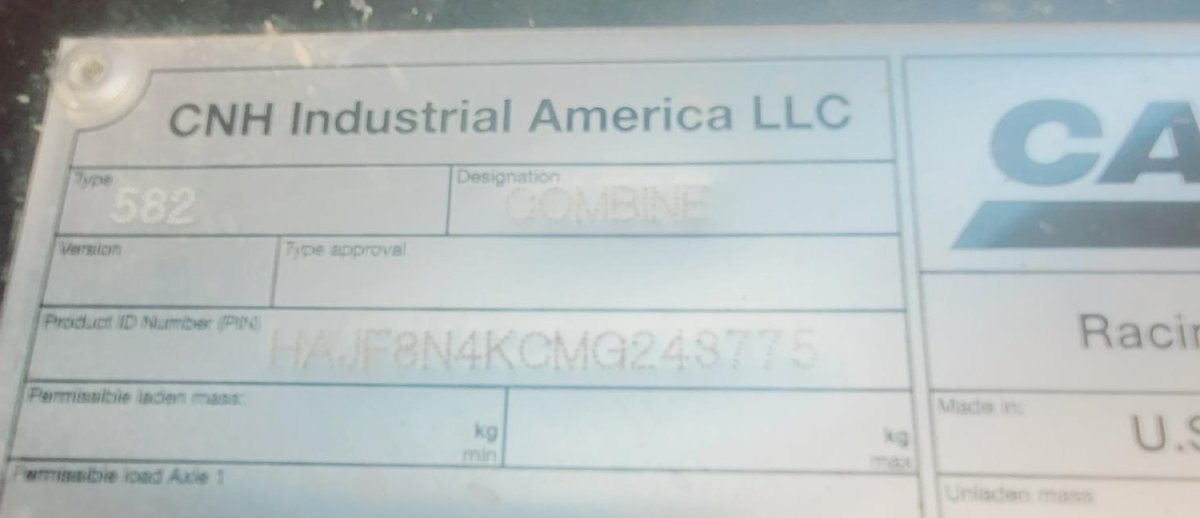 CNH Industrial America LLC
Type
582
Designation
COMBINE
Version
Type approval
Product ID Number (PIN)
HAJF8N4KCMG243775
Permissible laden mass:
kg
min
kg
max
Permissible load Axle 1
CA
Racin
Made in:
U.S
Unladen mass